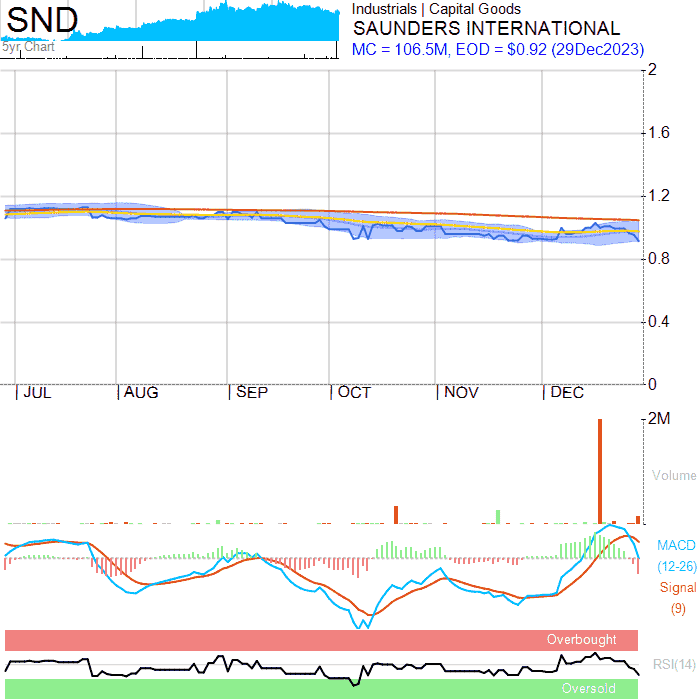 SND
5yr Chart
Industrials | Capital Goods
SAUNDERS INTERNATIONAL
MC = 106.5M, EOD = $0.92 (29Dec2023)
2
1.6
1.2
0.8
0.4
0
JUL AUG SEP OCT NOV DEC
2M
Volume
MACD
(12-26)
Signal
(9)
Overbought
RSI(14)
Oversold